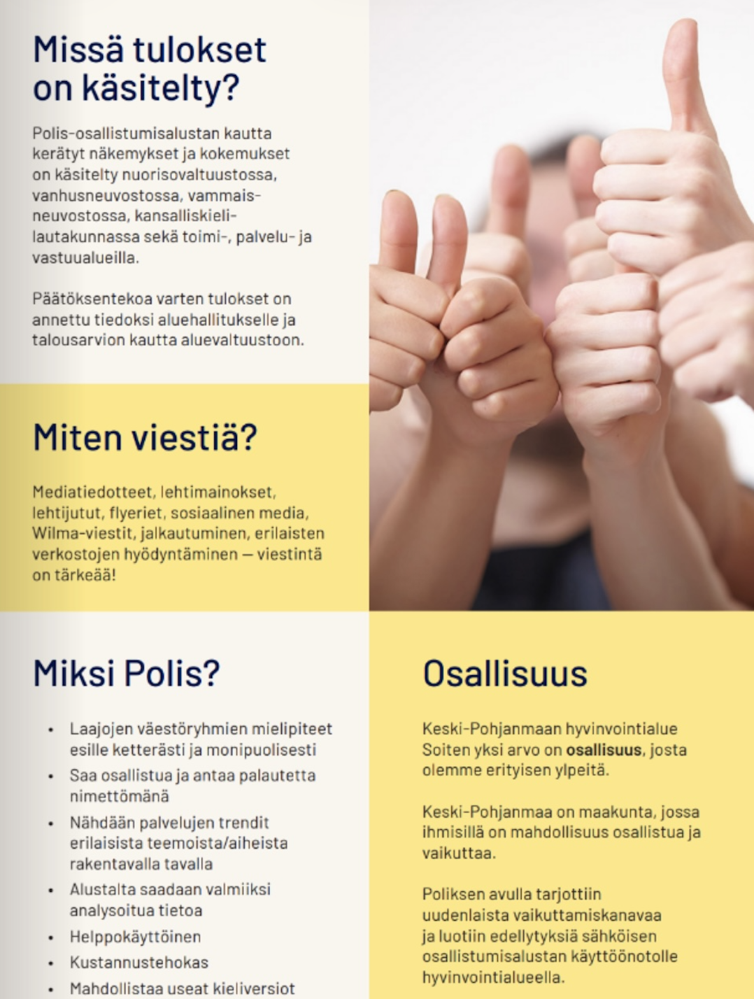 Missä tulokset
on käsitelty?
Polis-osallistumisalustan kautta
kerätyt näkemykset ja kokemukset
on käsitelty nuorisovaltuustossa,
vanhusneuvostossa, vammais-
neuvostossa, kansalliskieli-
lautakunnassa sekä toimi-, palvelu- ja
vastuualueilla.
Päätöksentekoa varten tulokset on
annettu tiedoksi aluehallitukselle ja
talousarvion kautta aluevaltuustoon.
Miten viestiä?
Mediatiedotteet, lehtimainokset,
lehtijutut, flyeriet, sosiaalinen media,
Wilma-viestit, jalkautuminen, erilaisten
verkostojen hyödyntäminen – viestintä
on tärkeää!
Miksi Polis?
• Laajojen väestöryhmien mielipiteet
esille ketterästi ja monipuolisesti
• Saa osallistua ja antaa palautetta
nimettömänä
• Nähdään palvelujen trendit
erilaisista teemoista/aiheista
rakentavalla tavalla
• Alustalta saadaan valmiiksi
analysoitua tietoa
• Helppokäyttöinen
• Kustannustehokas
• Mahdollistaa useat kieliversiot
Osallisuus
Keski-Pohjanmaan hyvinvointialue
Soiten yksi arvo on osallisuus, josta
olemme erityisen ylpeitä.
Keski-Pohjanmaa on maakunta, jossa
ihmisillä on mahdollisuus osallistua ja
vaikuttaa.
Poliksen avulla tarjottiin
uudenlaista vaikuttamiskanavaa
ja luotiin edellytyksiä sähköisen
osallistumisalustan käyttöönotolle
hyvinvointialueella.